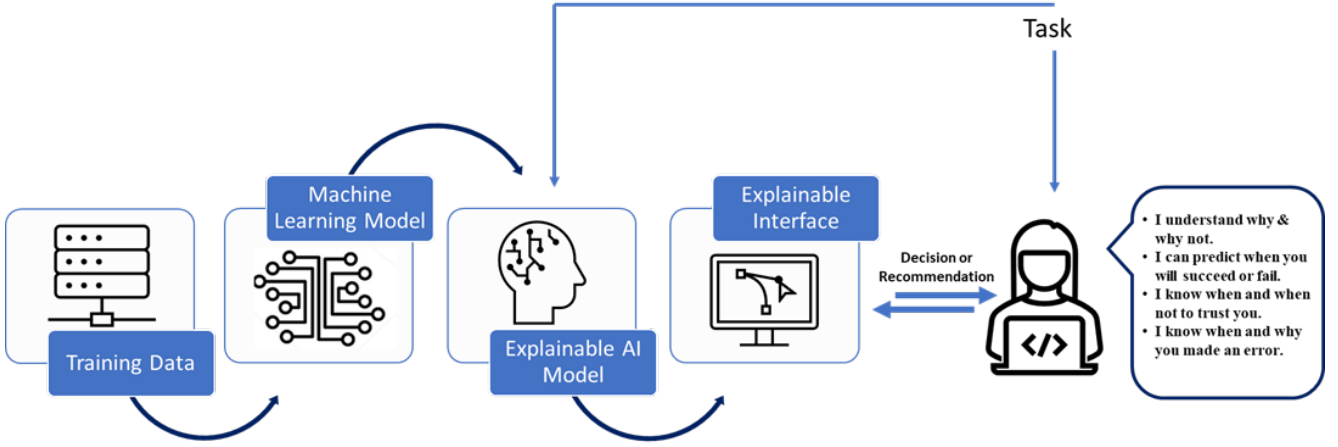 Task
Machine
Learning Model
Explainable
Interface
Training Data
Explainable AI
Model
Decision or
Recommendation
</>
• I understand why &
why not.
• I can predict when you
will succeed or fail.
• I know when and when
not to trust you.
• I know when and why
you made an error.